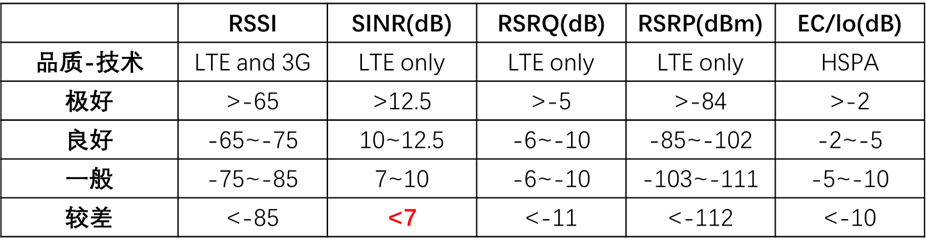 RSSI SINR(dB) RSRQ(dB) RSRP(dBm) EC/Io(dB)
品质-技术 LTE and 3G LTE only LTE only LTE only HSPA
极好 >-65 >12.5 >-5 >-84 >-2
良好 -65~-75 10~12.5 -6~-10 -85~-102 -2~-5
一般 -75~-85 7~10 -6~-10 -103~-111 -5~-10
较差 <-85 <7 <-11 <-112 <-10